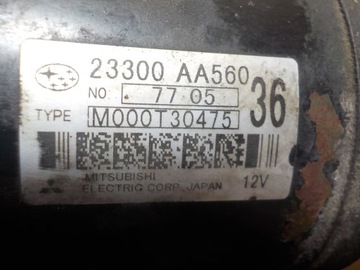 23300 AA560
NO 77 05
36
TYPE M000T30475
MITSUBISHI
ELECTRIC CORP. JAPAN 12V